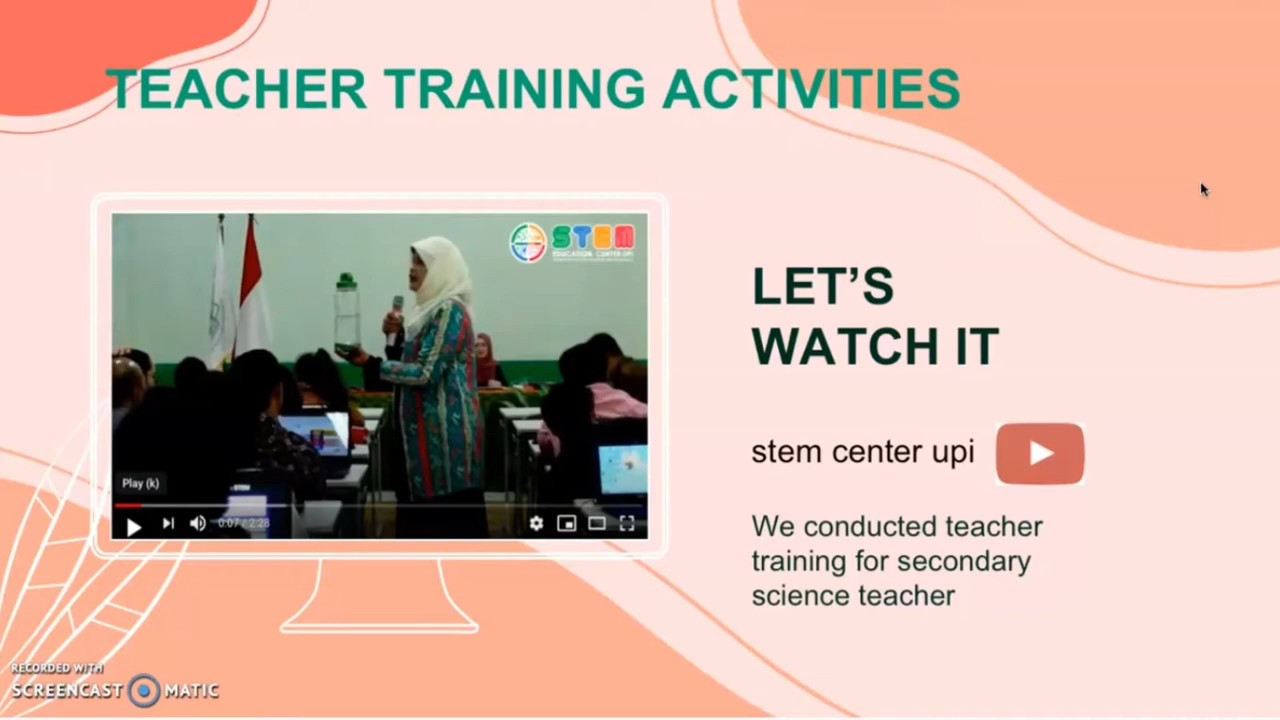 TEACHER TRAINING ACTIVITIES
STEM
EDUCATION CENTER UPI
Play (k)
0:07 / 2:28
LET’S
WATCH IT
stem center upi
We conducted teacher
training for secondary
science teacher
RECORDED WITH
SCREENCAST MATIC